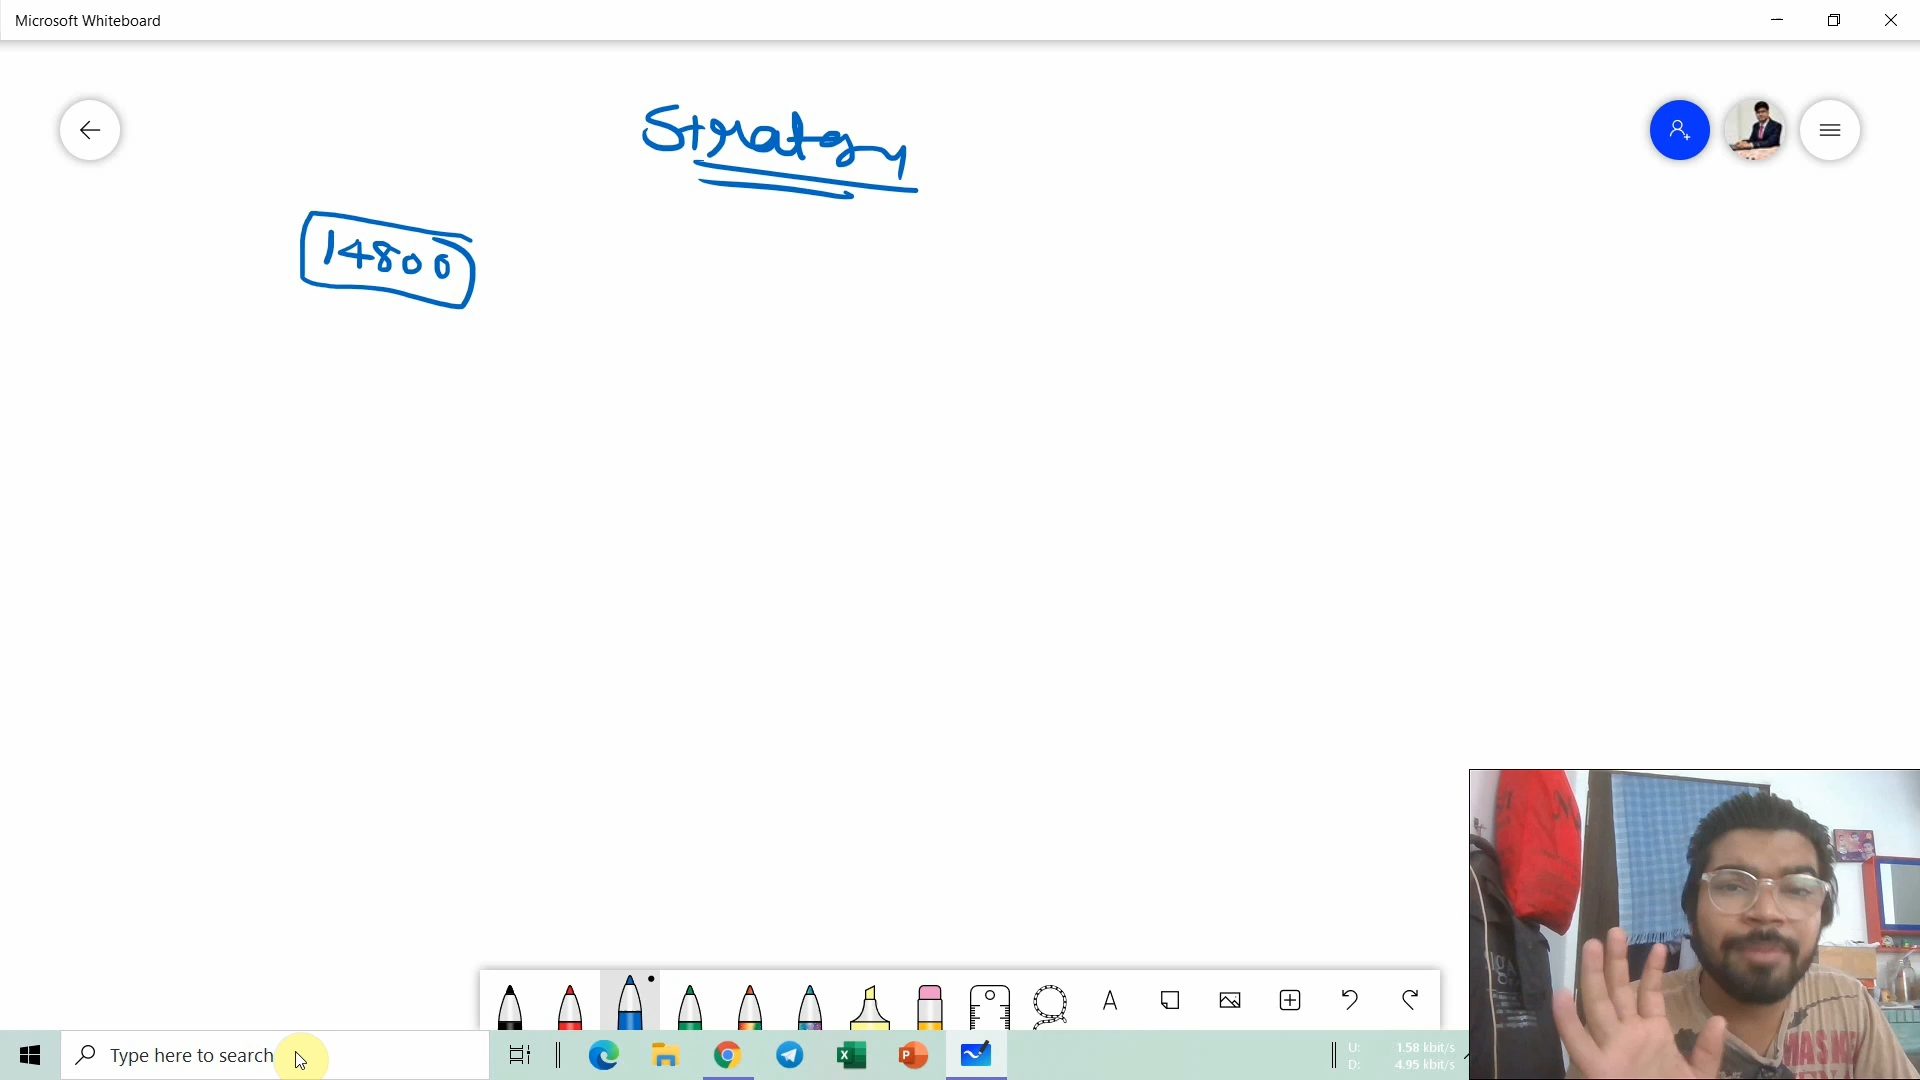 Microsoft Whiteboard
Stratgy
14800
A
Type here to search
U: 1.58 kbit/s
D: 4.95 kbit/s